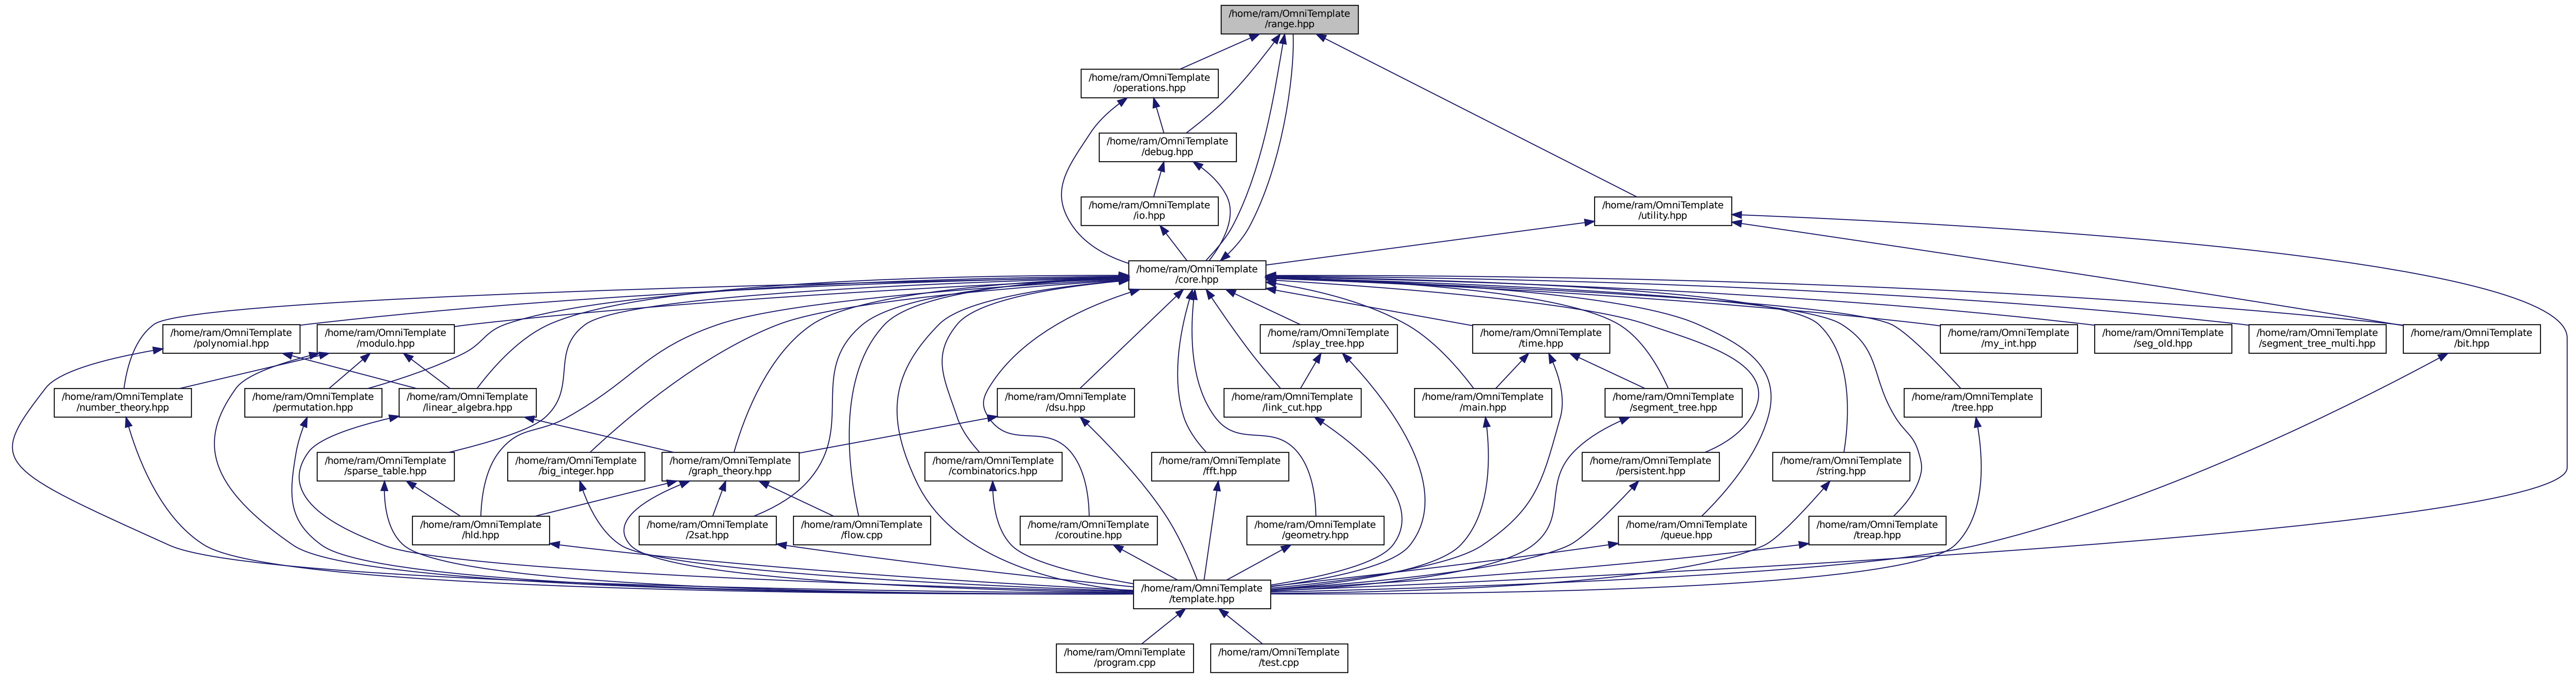 /home/ram/OmniTemplate
/range.hpp
/home/ram/OmniTemplate
/operations.hpp
/home/ram/OmniTemplate
/debug.hpp
/home/ram/OmniTemplate
/io.hpp
/home/ram/OmniTemplate
/utility.hpp
/home/ram/OmniTemplate
/core.hpp
/home/ram/OmniTemplate
/polynomial.hpp
/home/ram/OmniTemplate
/modulo.hpp
/home/ram/OmniTemplate
/splay_tree.hpp
/home/ram/OmniTemplate
/time.hpp
/home/ram/OmniTemplate
/my_int.hpp
/home/ram/OmniTemplate
/seg_old.hpp
/home/ram/OmniTemplate
/segment_tree_multi.hpp
/home/ram/OmniTemplate
/bit.hpp
/home/ram/OmniTemplate
/number_theory.hpp
/home/ram/OmniTemplate
/permutation.hpp
/home/ram/OmniTemplate
/linear_algebra.hpp
/home/ram/OmniTemplate
/dsu.hpp
/home/ram/OmniTemplate
/link_cut.hpp
/home/ram/OmniTemplate
/main.hpp
/home/ram/OmniTemplate
/segment_tree.hpp
/home/ram/OmniTemplate
/tree.hpp
/home/ram/OmniTemplate
/sparse_table.hpp
/home/ram/OmniTemplate
/big_integer.hpp
/home/ram/OmniTemplate
/graph_theory.hpp
/home/ram/OmniTemplate
/combinatorics.hpp
/home/ram/OmniTemplate
/fft.hpp
/home/ram/OmniTemplate
/persistent.hpp
/home/ram/OmniTemplate
/string.hpp
/home/ram/OmniTemplate
/hld.hpp
/home/ram/OmniTemplate
/2sat.hpp
/home/ram/OmniTemplate
/flow.cpp
/home/ram/OmniTemplate
/coroutine.hpp
/home/ram/OmniTemplate
/geometry.hpp
/home/ram/OmniTemplate
/queue.hpp
/home/ram/OmniTemplate
/treap.hpp
/home/ram/OmniTemplate
/template.hpp
/home/ram/OmniTemplate
/program.cpp
/home/ram/OmniTemplate
/test.cpp